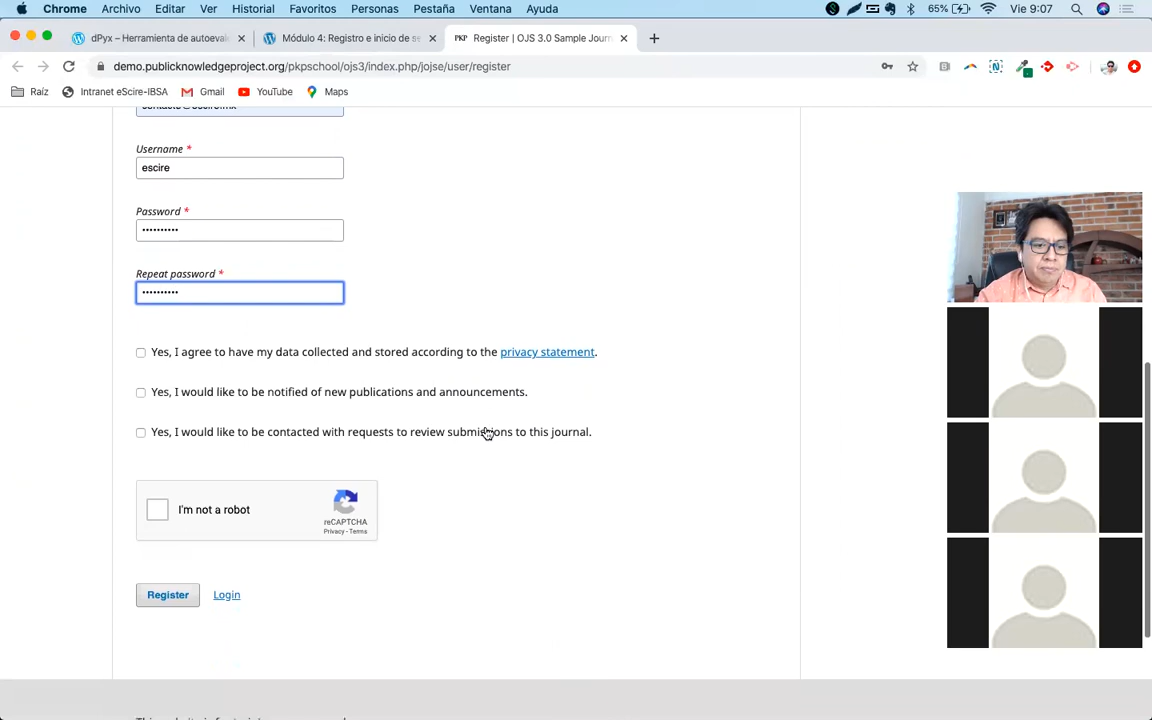 Chrome Archivo Editar Ver Historial Favoritos Personas Pestaña Ventana Ayuda 65% Vie 9:07
dPyx – Herramienta de autoeval Módulo 4: Registro e inicio de se PKP Register | OJS 3.0 Sample Journ
demo.publicknowledgeproject.org/pkpschool/ojs3/index.php/jojse/user/register
Raíz Intranet eScire-IBSA Gmail YouTube Maps
Username *
escire
Password *
Repeat password *
Yes, I agree to have my data collected and stored according to the privacy statement.
Yes, I would like to be notified of new publications and announcements.
Yes, I would like to be contacted with requests to review submissions to this journal.
I'm not a robot
reCAPTCHA
Privacy - Terms
Register Login